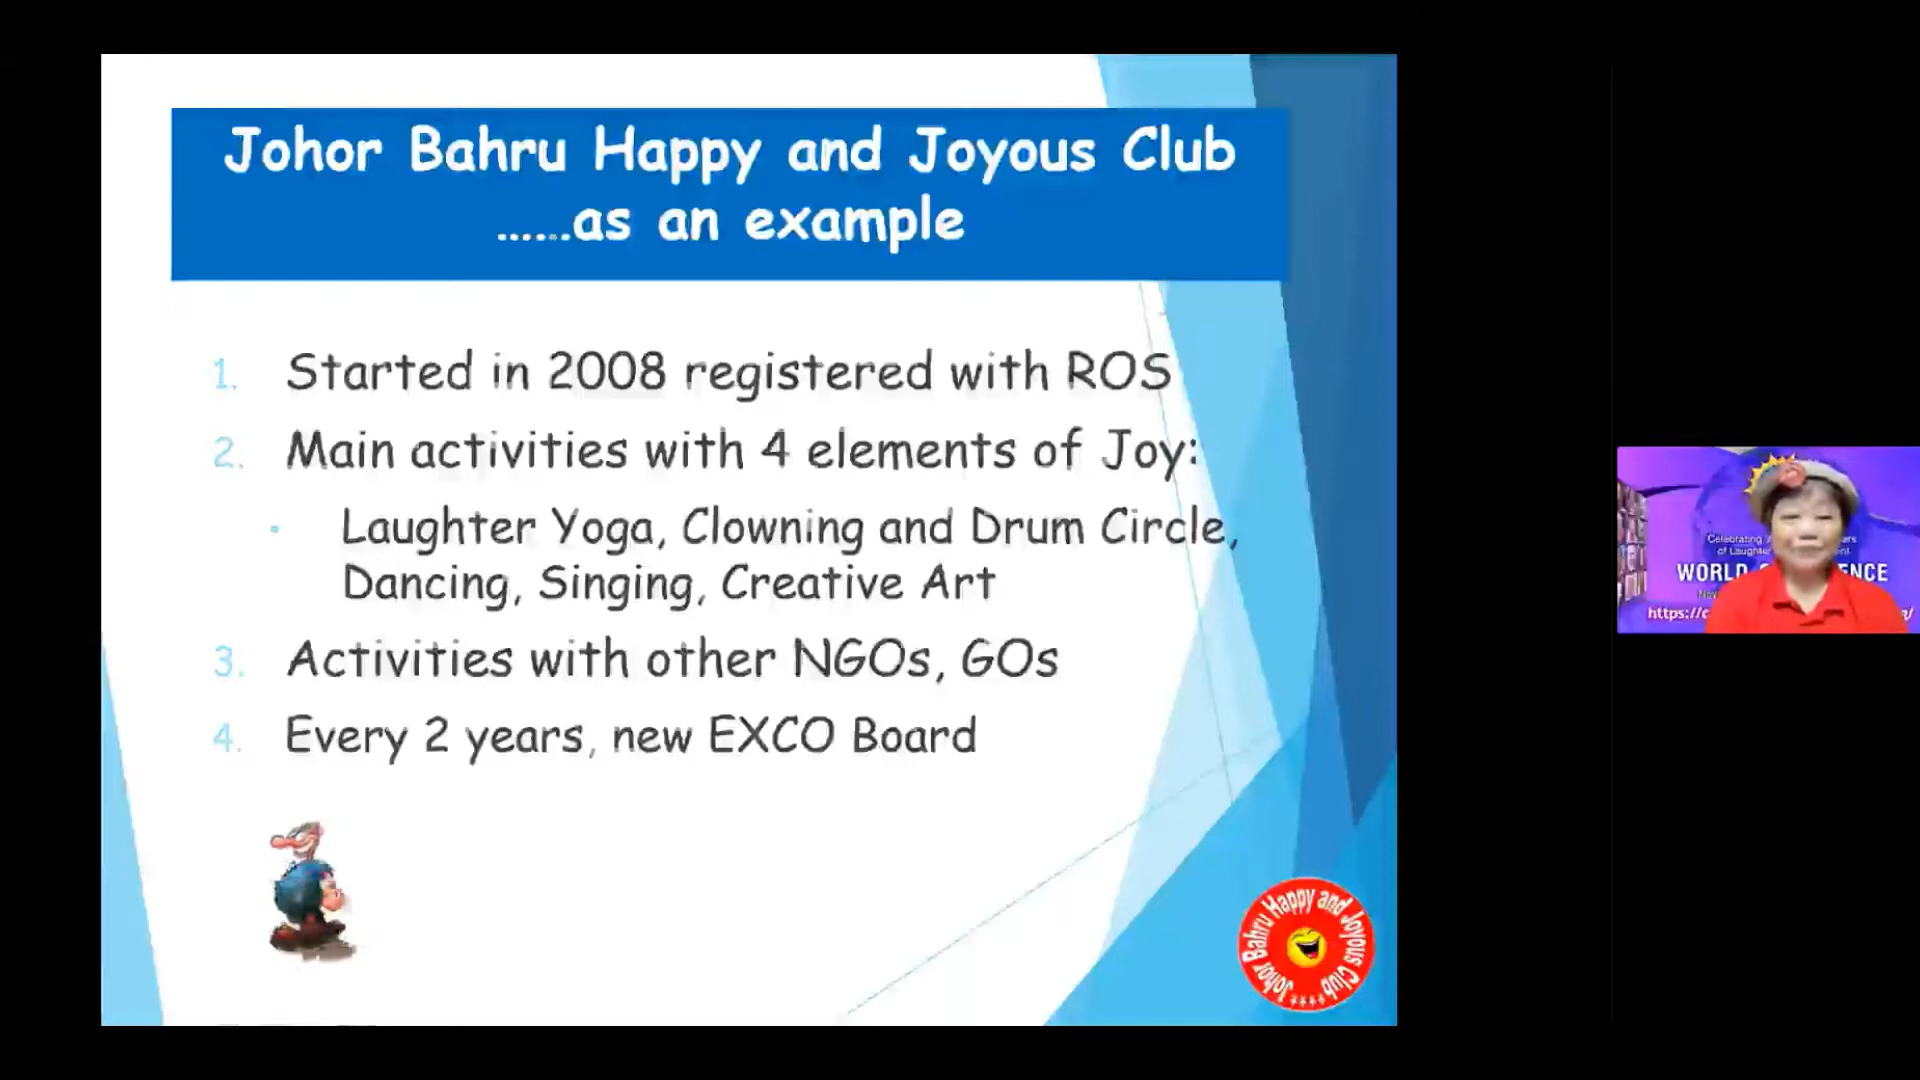 Johor Bahru Happy and Joyous Club
......as an example
1. Started in 2008 registered with ROS
2. Main activities with 4 elements of Joy:
• Laughter Yoga, Clowning and Drum Circle,
Dancing, Singing, Creative Art
3. Activities with other NGOs, GOs
4. Every 2 years, new EXCO Board
Johor Bahru Happy and Joyous Club
Celebrating
of Laughter
WORLD
https://c